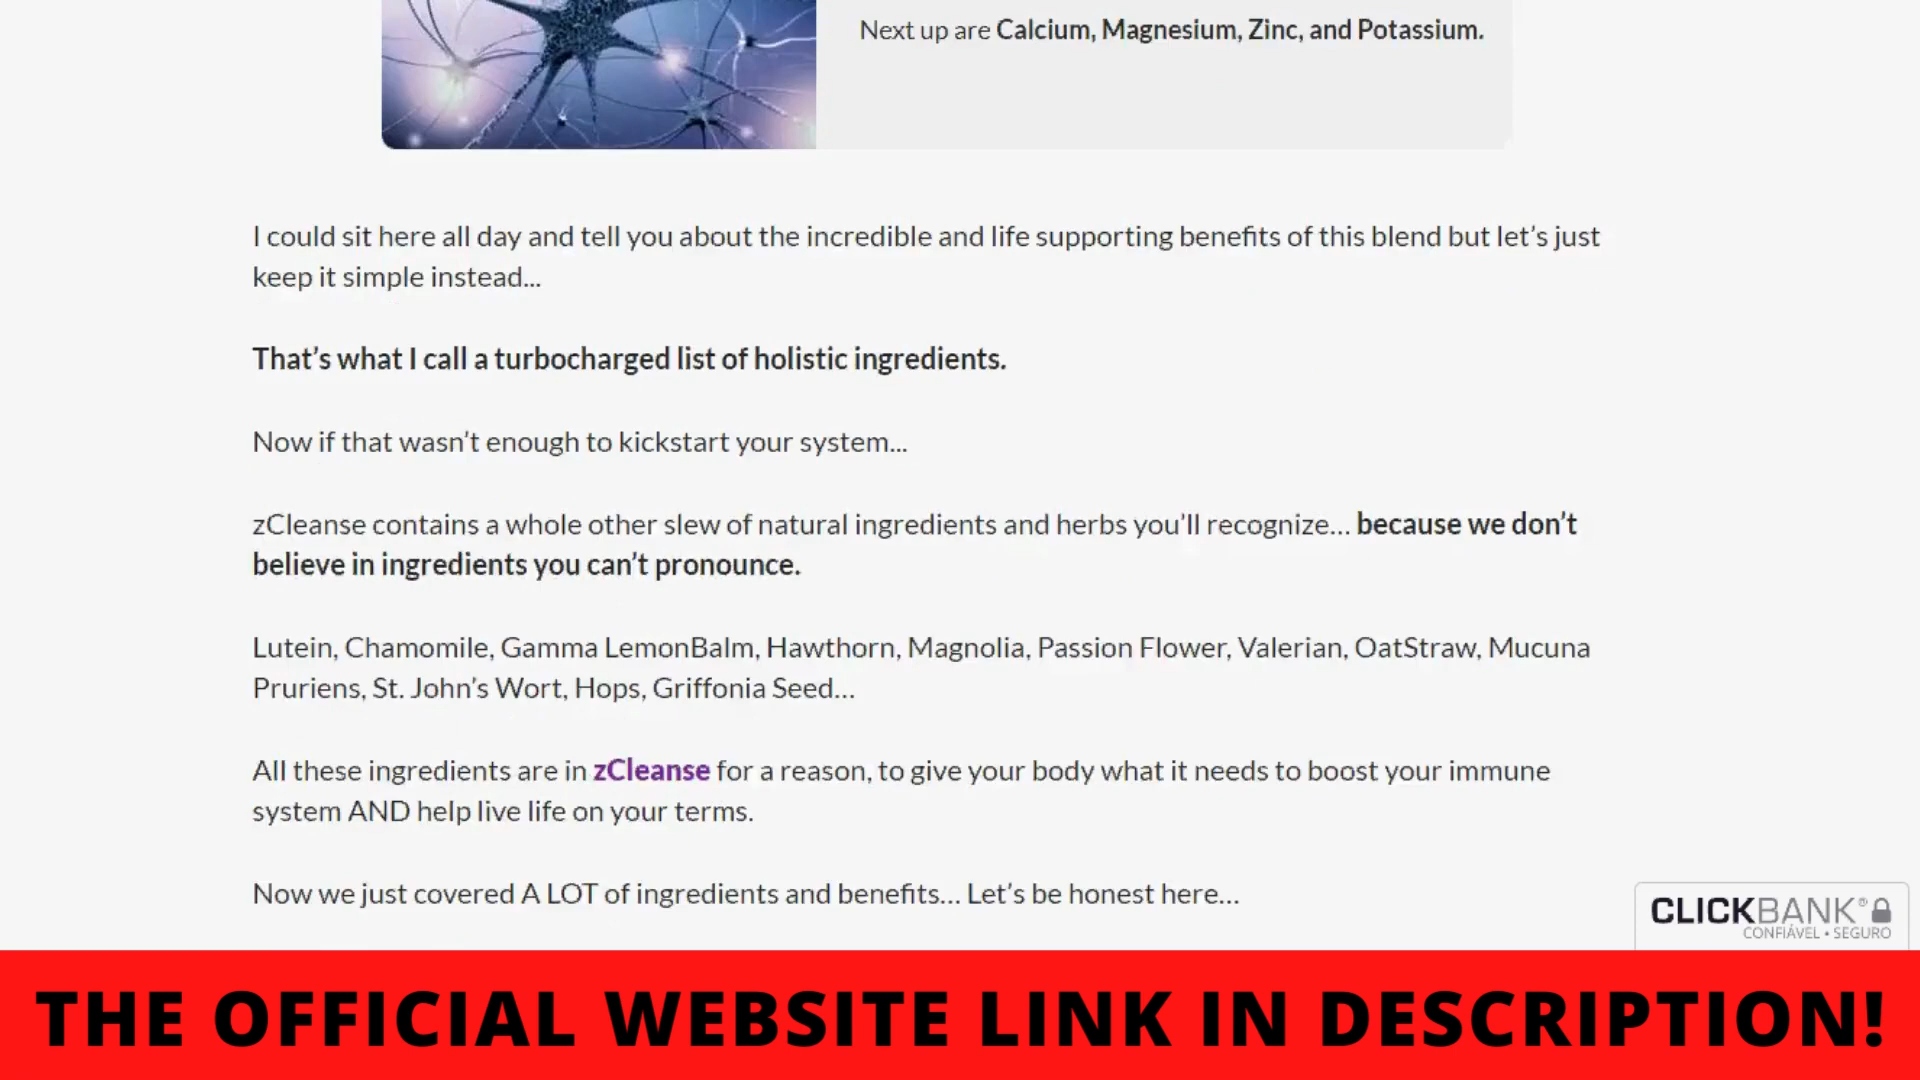 Next up are Calcium, Magnesium, Zinc, and Potassium.
I could sit here all day and tell you about the incredible and life supporting benefits of this blend but let’s just
keep it simple instead...
That’s what I call a turbocharged list of holistic ingredients.
Now if that wasn’t enough to kickstart your system...
zCleanse contains a whole other slew of natural ingredients and herbs you’ll recognize… because we don’t
believe in ingredients you can’t pronounce.
Lutein, Chamomile, Gamma LemonBalm, Hawthorn, Magnolia, Passion Flower, Valerian, OatStraw, Mucuna
Pruriens, St. John’s Wort, Hops, Griffonia Seed…
All these ingredients are in zCleanse for a reason, to give your body what it needs to boost your immune
system AND help live life on your terms.
Now we just covered A LOT of ingredients and benefits… Let’s be honest here…
CLICKBANK®
CONFIÁVEL • SEGURO
THE OFFICIAL WEBSITE LINK IN DESCRIPTION!